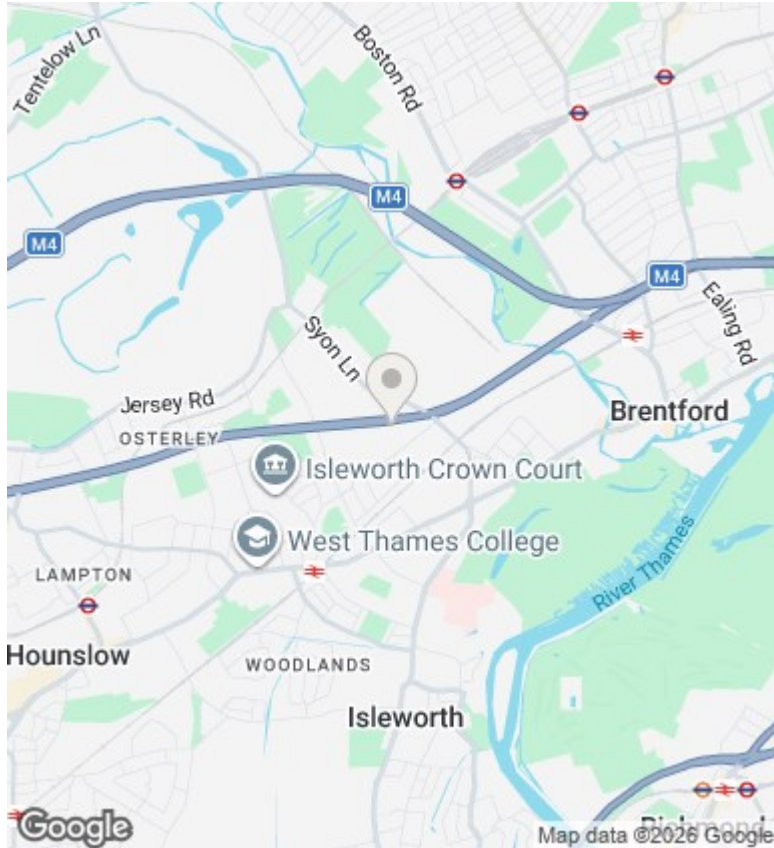 Tentelow Ln
Boston Rd
M4
M4
M4
Ealing Rd
Syon Ln
Jersey Rd
Brentford
OSTERLEY
Isleworth Crown Court
West Thames College
River Thames
LAMPTON
Hounslow
WOODLANDS
Isleworth
Richmond
Google
Map data ©2026 Google